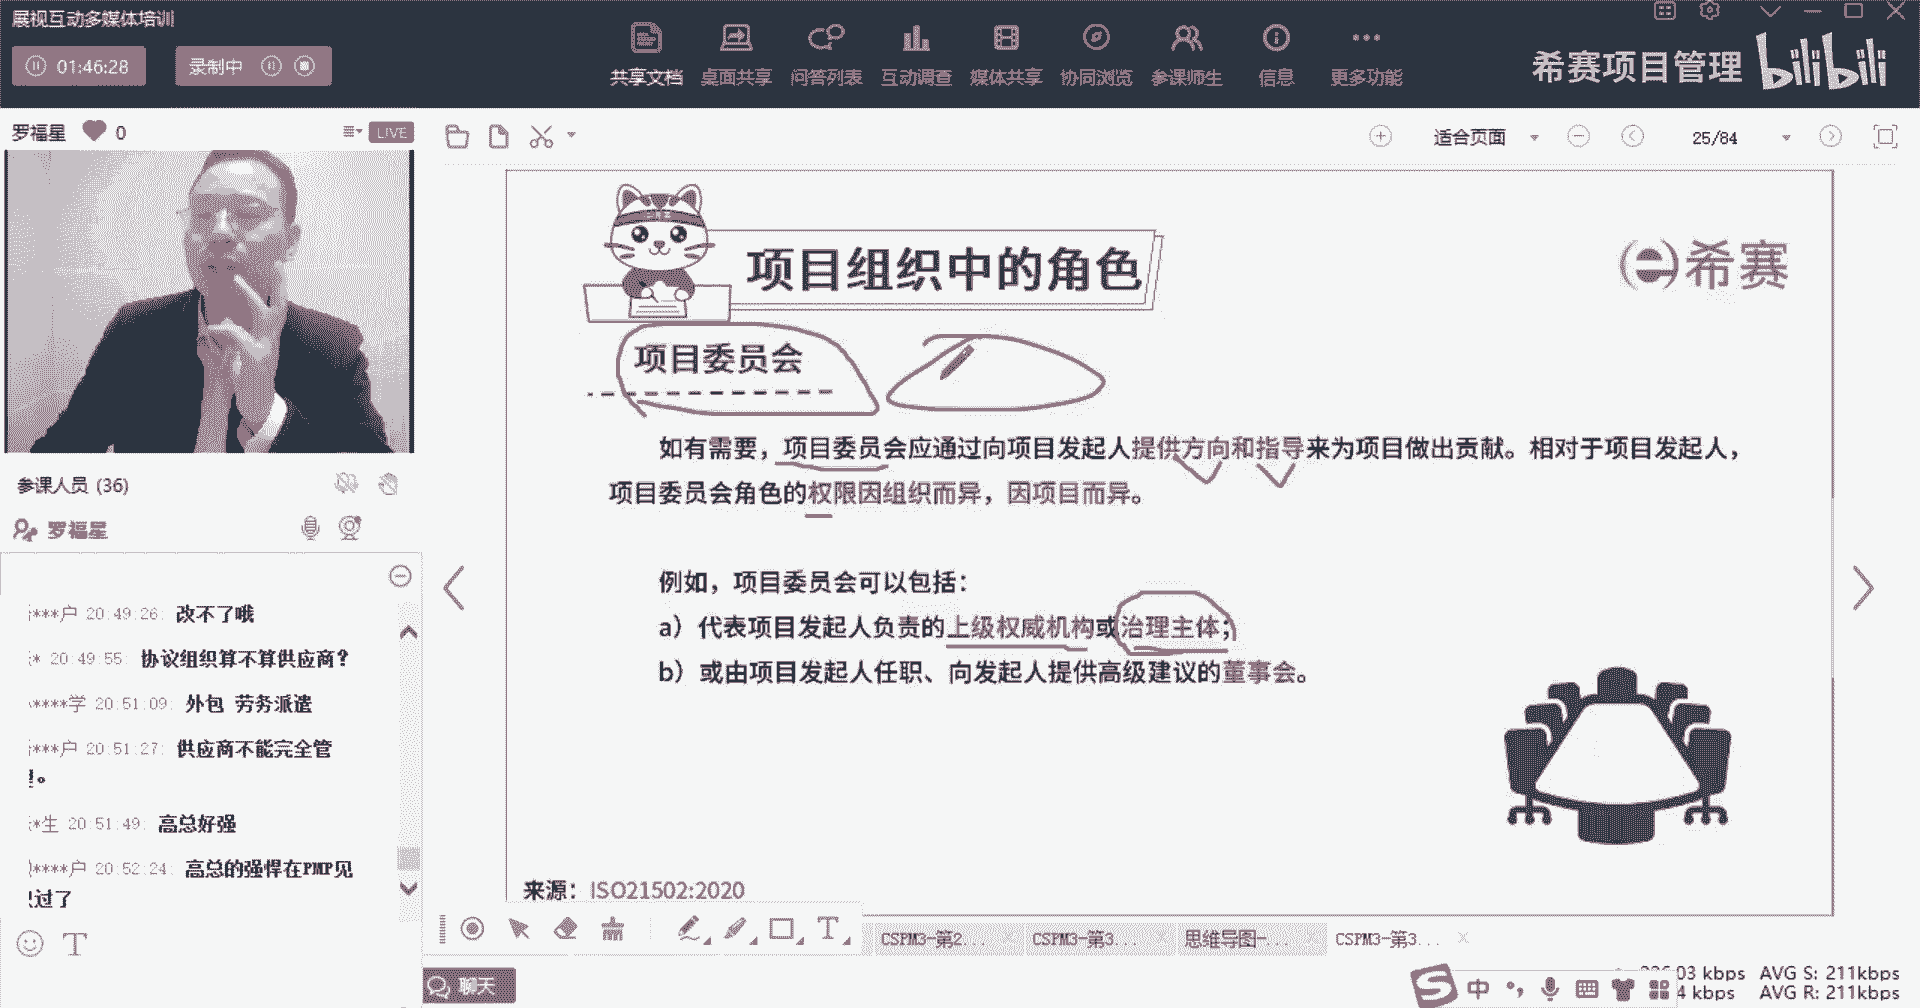 展视互动多媒体培训
01:46:28
录制中
共享文档 桌面共享 问答列表 互动调查 媒体共享 协同浏览 参课师生 信息 更多功能
希赛项目管理 bilibili
罗福星 0 LIVE
适合页面 25/84
项目组织中的角色
希赛
项目委员会
如有需要，项目委员会应通过向项目发起人提供方向和指导来为项目做出贡献。相对于项目发起人，
项目委员会角色的权限因组织而异，因项目而异。
例如，项目委员会可以包括：
a）代表项目发起人负责的上级权威机构或治理主体；
b）或由项目发起人任职、向发起人提供高级建议的董事会。
来源：ISO21502:2020
参课人员 (36)
罗福星
***户 20:49:26: 改不了哦
* 20:49:55: 协议组织算不算供应商？
****学 20:51:09: 外包 劳务派遣
***户 20:51:27: 供应商不能完全管
。
*生 20:51:49: 高总好强
****户 20:52:24: 高总的强悍在PMP见
过了
T
T
CSPM3-第2... CSPM3-第3... 思维导图-... CSPM3-第3...
聊天
中
03 kbps AVG S: 211kbps
4 kbps AVG R: 211kbps